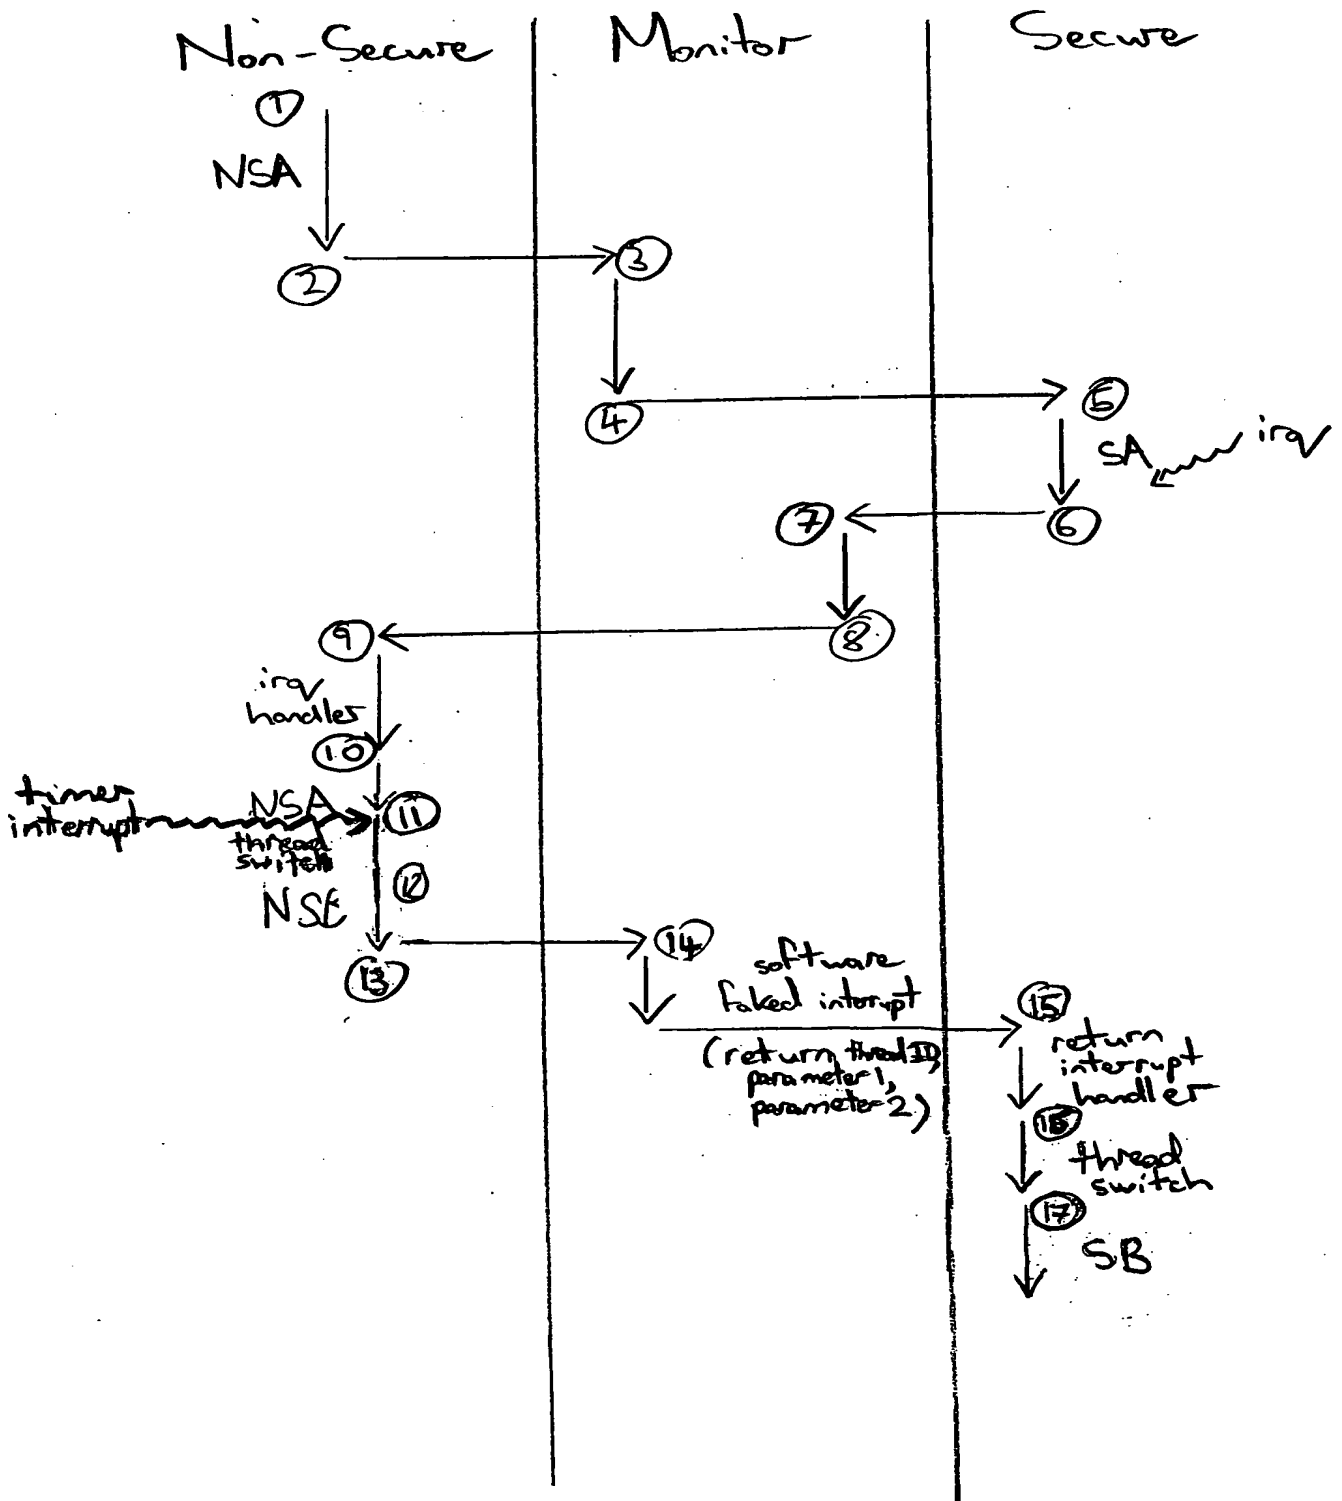 Non-Secure
Monitor
Secure
1
NSA
2
3
4
5
SA
irq
6
7
8
9
irq
handler
10
timer
interrupt
NSA
thread
switch
11
12
13
14
software
faked interrupt
(return, thread ID,
parameter 1,
parameter 2)
15
return
interrupt
handler
16
thread
switch
17
SB